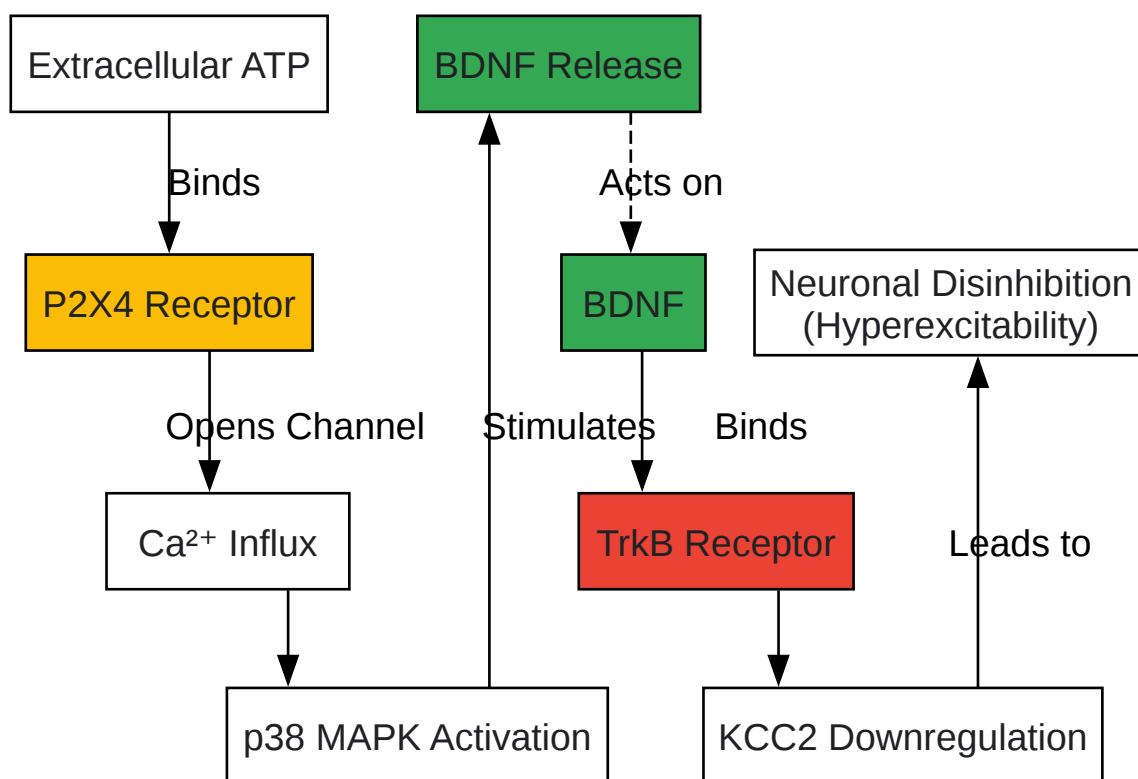 Extracellular ATP
BDNF Release
Binds
Acts on
P2X4 Receptor
BDNF
Neuronal Disinhibition
(Hyperexcitability)
Opens Channel
Stimulates
Binds
Ca²⁺ Influx
TrkB Receptor
Leads to
p38 MAPK Activation
KCC2 Downregulation